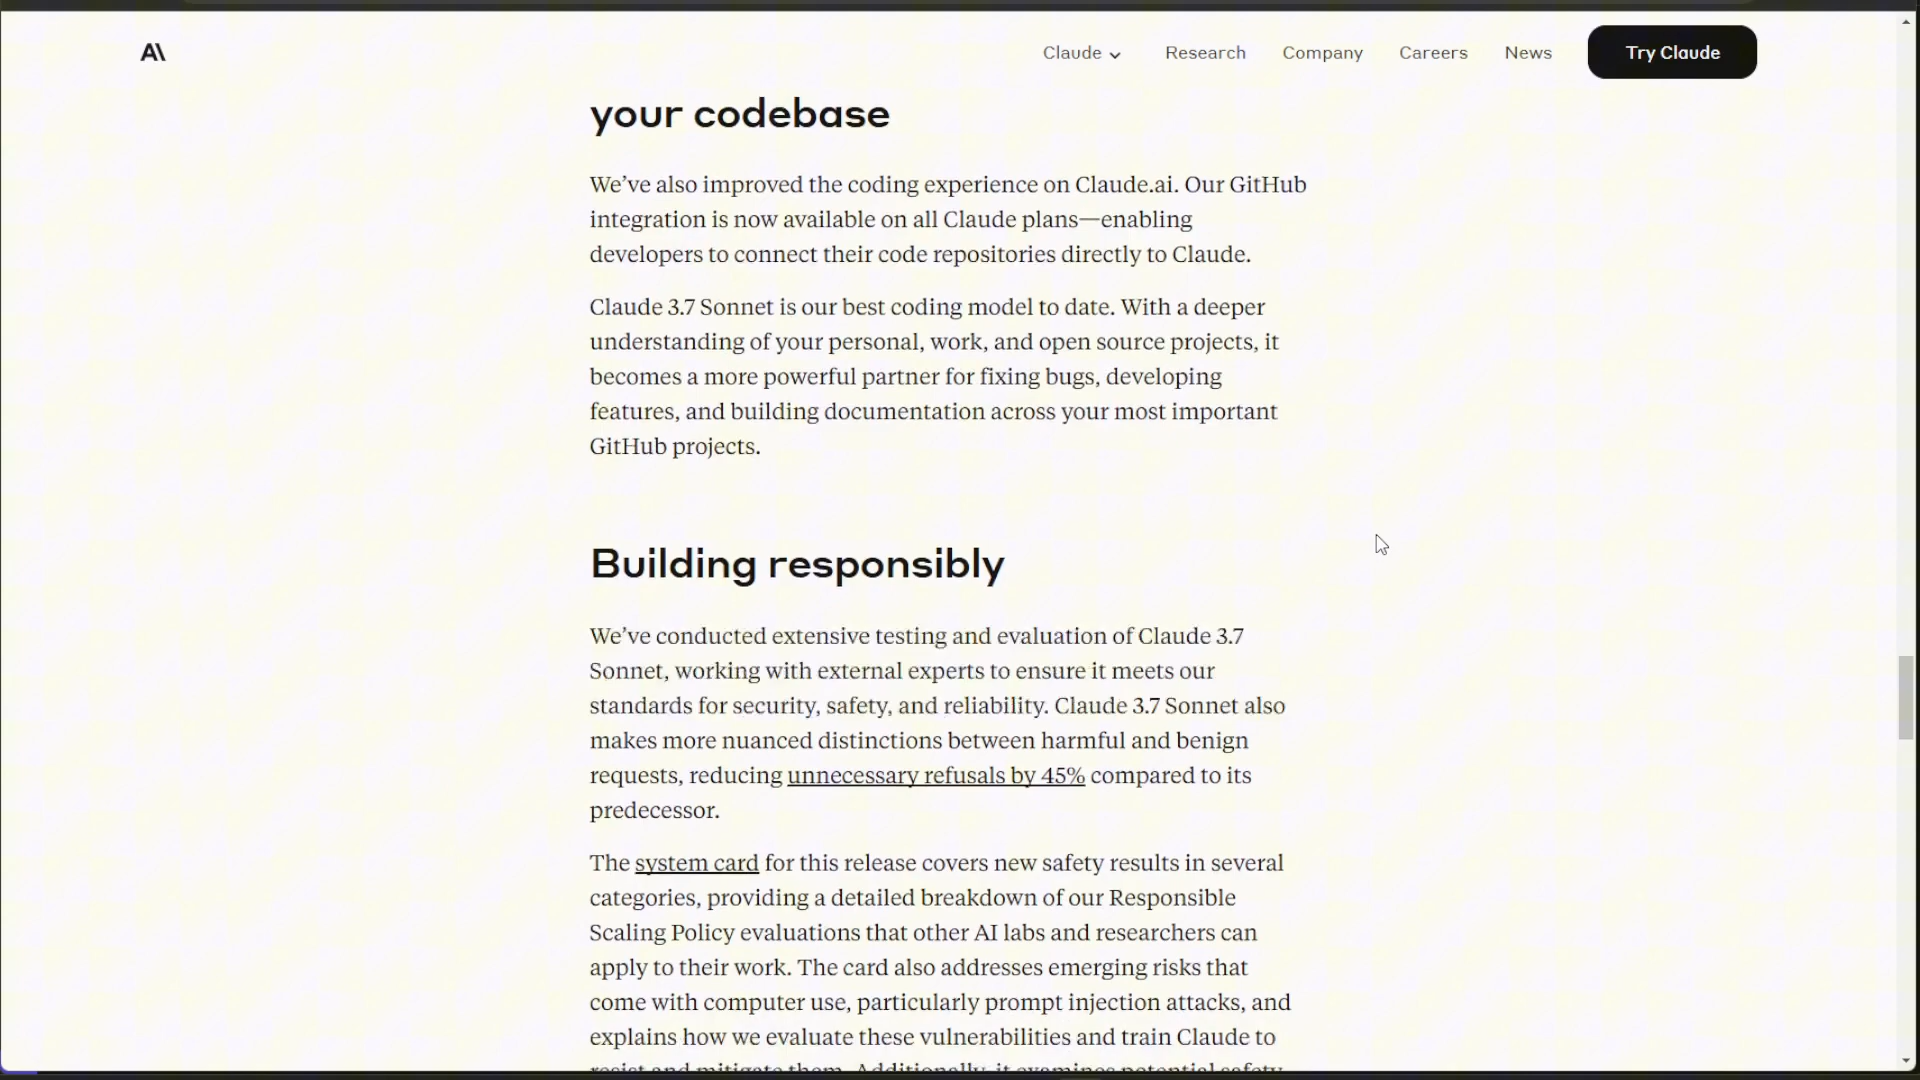 A\
Claude
Research
Company
Careers
News
Try Claude
your codebase
We’ve also improved the coding experience on Claude.ai. Our GitHub
integration is now available on all Claude plans—enabling
developers to connect their code repositories directly to Claude.
Claude 3.7 Sonnet is our best coding model to date. With a deeper
understanding of your personal, work, and open source projects, it
becomes a more powerful partner for fixing bugs, developing
features, and building documentation across your most important
GitHub projects.
Building responsibly
We’ve conducted extensive testing and evaluation of Claude 3.7
Sonnet, working with external experts to ensure it meets our
standards for security, safety, and reliability. Claude 3.7 Sonnet also
makes more nuanced distinctions between harmful and benign
requests, reducing unnecessary refusals by 45% compared to its
predecessor.
The system card for this release covers new safety results in several
categories, providing a detailed breakdown of our Responsible
Scaling Policy evaluations that other AI labs and researchers can
apply to their work. The card also addresses emerging risks that
come with computer use, particularly prompt injection attacks, and
explains how we evaluate these vulnerabilities and train Claude to
resist and mitigate them. Additionally, it examines potential safety